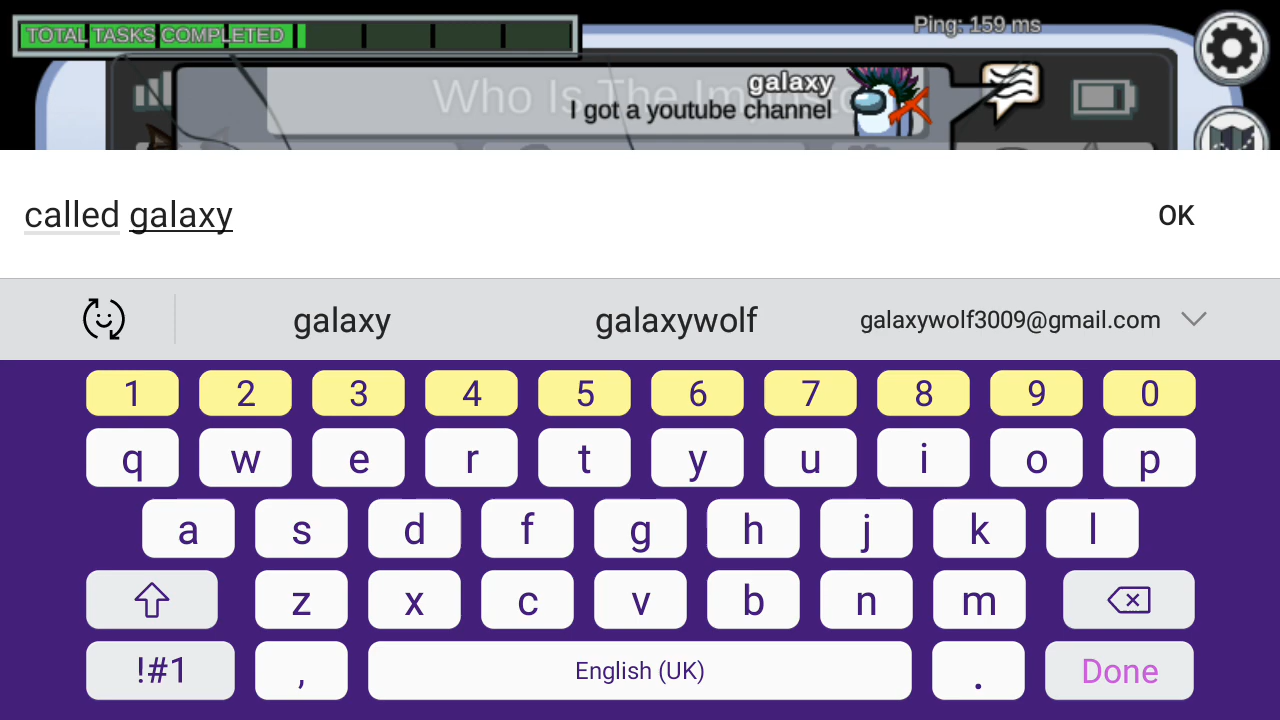 TOTAL TASKS COMPLETED
Ping: 159 ms
Who Is The Imposto
galaxy
I got a youtube channel
called galaxy
OK
galaxy
galaxywolf
galaxywolf3009@gmail.com
1 2 3 4 5 6 7 8 9 0
q w e r t y u i o p
a s d f g h j k l
z x c v b n m
!#1 , English (UK) . Done